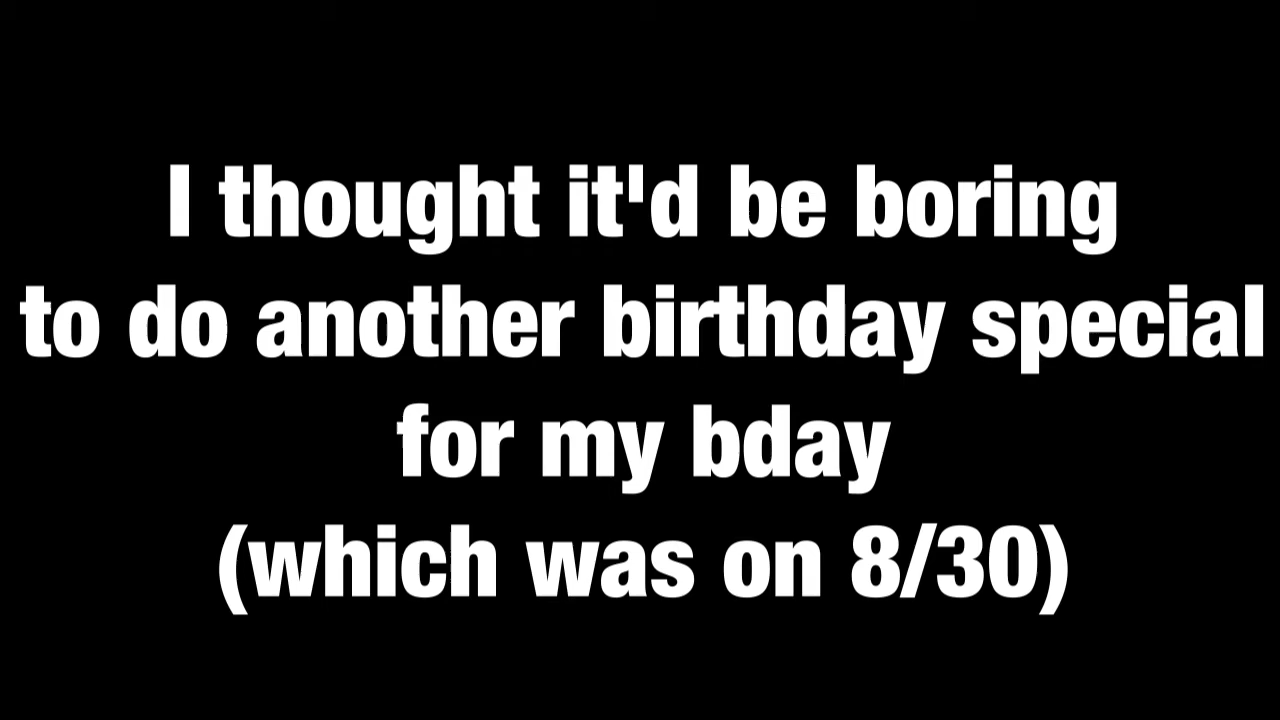 I thought it'd be boring
to do another birthday special
for my bday
(which was on 8/30)